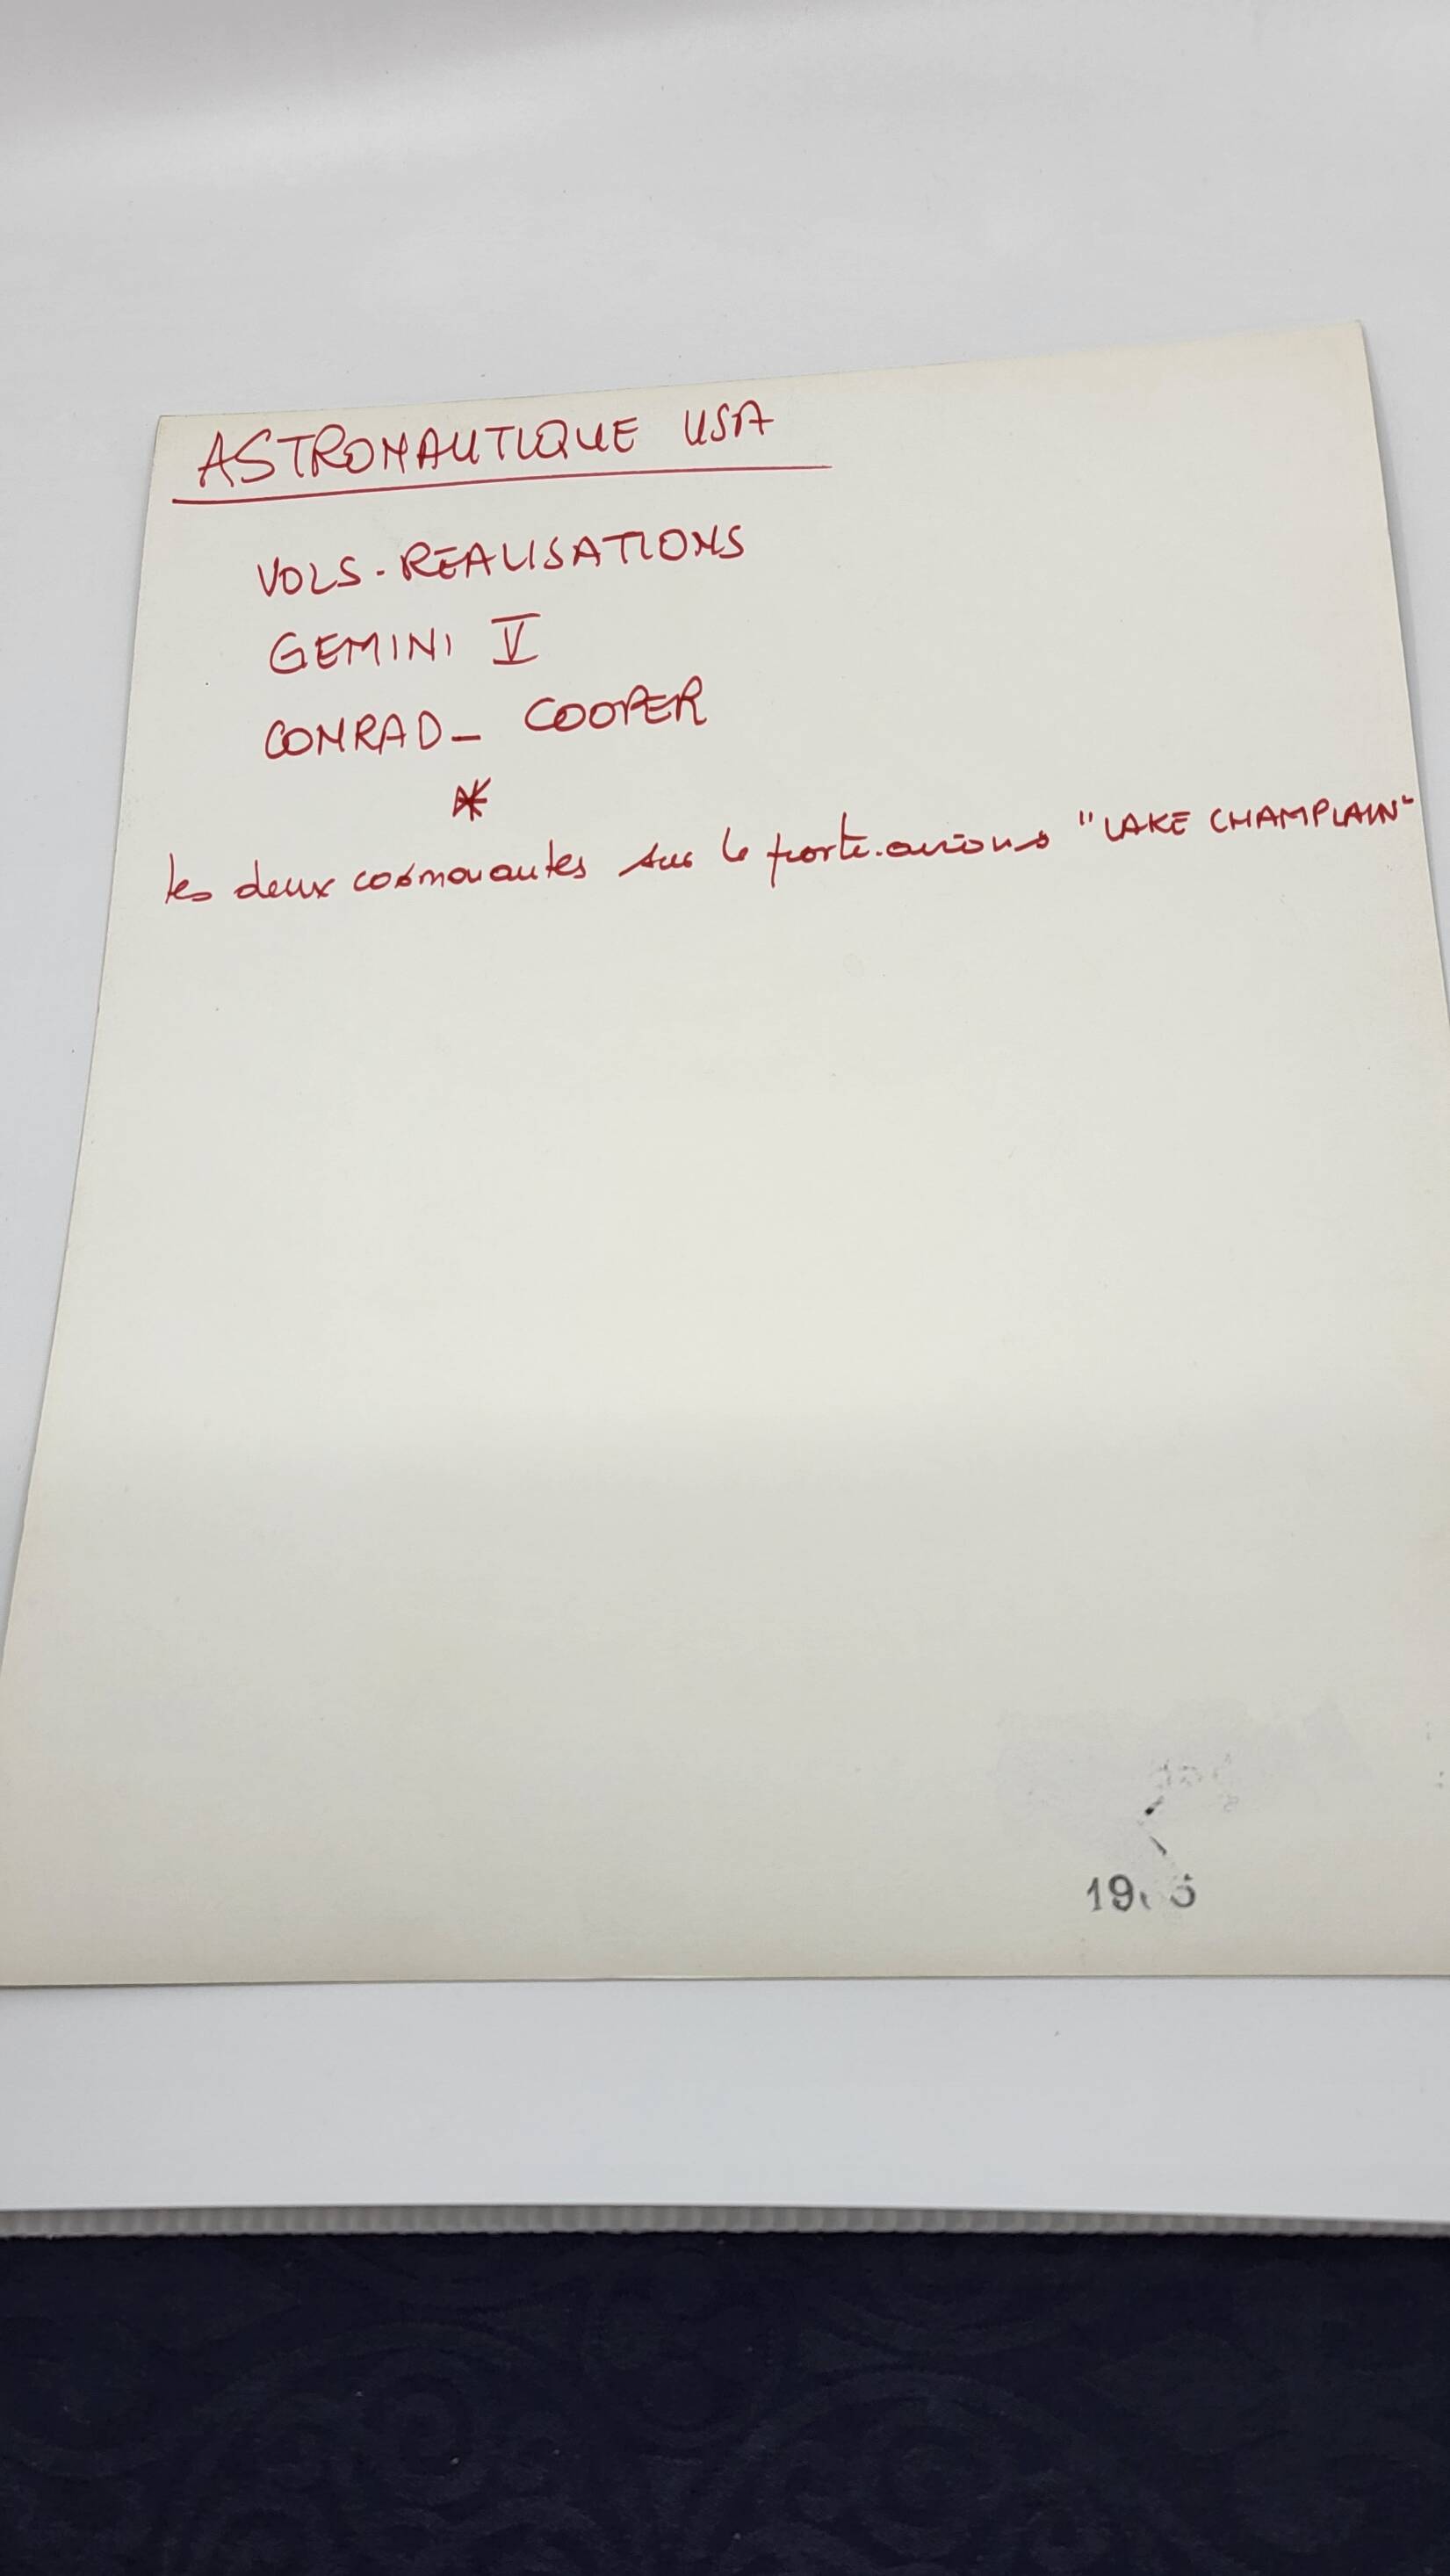 ASTRONAUTIQUE USA
VOLS - REALISATIONS
GEMINI V
CONRAD - COOPER
*
les deux cosmonautes sur le porte-avions "LAKE CHAMPLAIN"